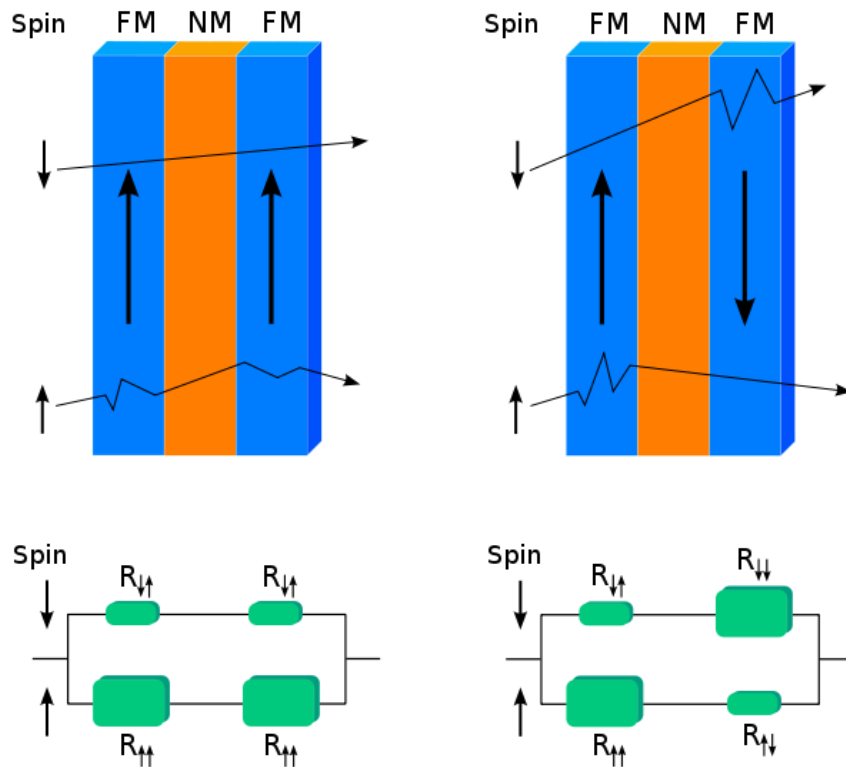 Spin FM NM FM
Spin FM NM FM
Spin
R↓↑ R↓↑
R↑↑ R↑↑
Spin
R↓↑ R↓↓
R↑↑ R↑↓